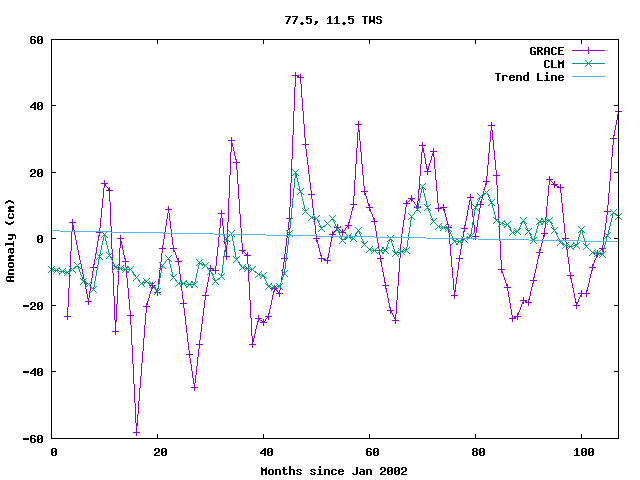 77.5, 11.5 TWS
GRACE
CLM
Trend Line
60
40
20
0
-20
-40
-60
Anomaly (cm)
0 20 40 60 80 100
Months since Jan 2002